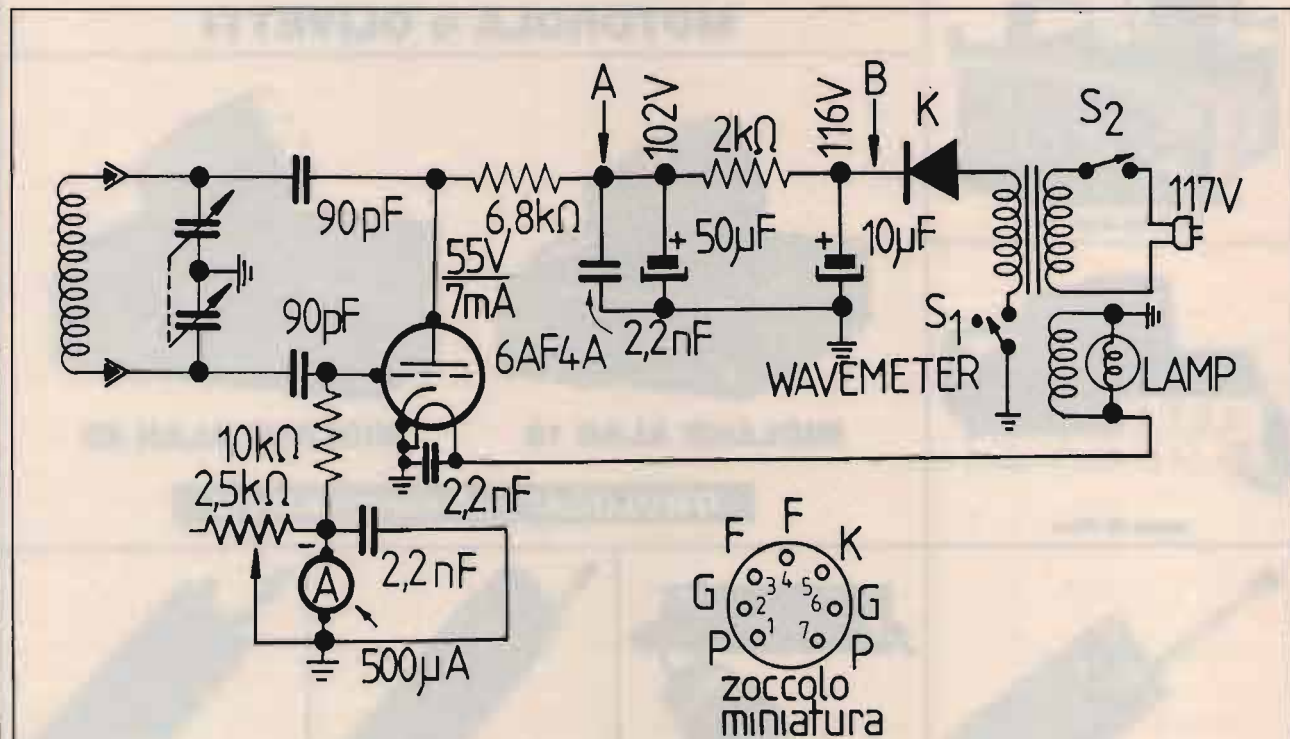 A
102V
2kΩ
116V
B
K
S2
117V
90pF
6,8kΩ
50µF
+
10µF
+
55V
7mA
90pF
6AF4A
2,2nF
S1
WAVEMETER
LAMP
10kΩ
2,5kΩ
2,2nF
-
2,2nF
A
500µA
F
F
K
G
G
P
P
3
4
5
2
6
1
7
zoccolo
miniatura